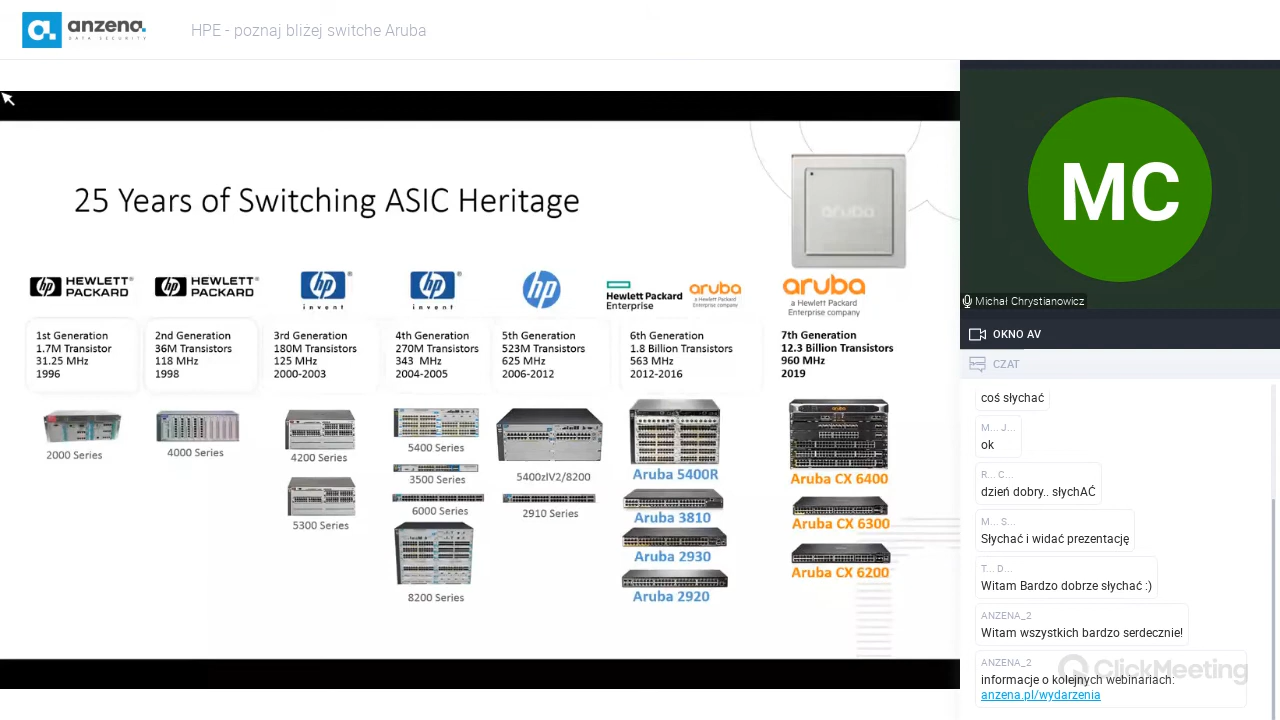 anzena.
DATA SECURITY
HPE - poznaj bliżej switche Aruba
25 Years of Switching ASIC Heritage
aruba
hp HEWLETT® PACKARD
hp HEWLETT® PACKARD
hp
invent
hp
invent
hp
Hewlett Packard
Enterprise
aruba
a Hewlett Packard
Enterprise company
aruba
a Hewlett Packard
Enterprise company
1st Generation
1.7M Transistor
31.25 MHz
1996
2nd Generation
36M Transistors
118 MHz
1998
3rd Generation
180M Transistors
125 MHz
2000-2003
4th Generation
270M Transistors
343 MHz
2004-2005
5th Generation
523M Transistors
625 MHz
2006-2012
6th Generation
1.8 Billion Transistors
563 MHz
2012-2016
7th Generation
12.3 Billion Transistors
960 MHz
2019
2000 Series
4000 Series
4200 Series
5300 Series
5400 Series
3500 Series
6000 Series
8200 Series
5400zlV2/8200
2910 Series
Aruba 5400R
Aruba 3810
Aruba 2930
Aruba 2920
aruba
Aruba CX 6400
Aruba CX 6300
Aruba CX 6200
MC
Michał Chrystianowicz
OKNO AV
CZAT
coś słychać
M... J...
ok
R... C...
dzień dobry.. słychAĆ
M... S...
Słychać i widać prezentację
T... D...
Witam Bardzo dobrze słychać :)
ANZENA_2
Witam wszystkich bardzo serdecznie!
ANZENA_2
informacje o kolejnych webinariach:
anzena.pl/wydarzenia
ClickMeeting